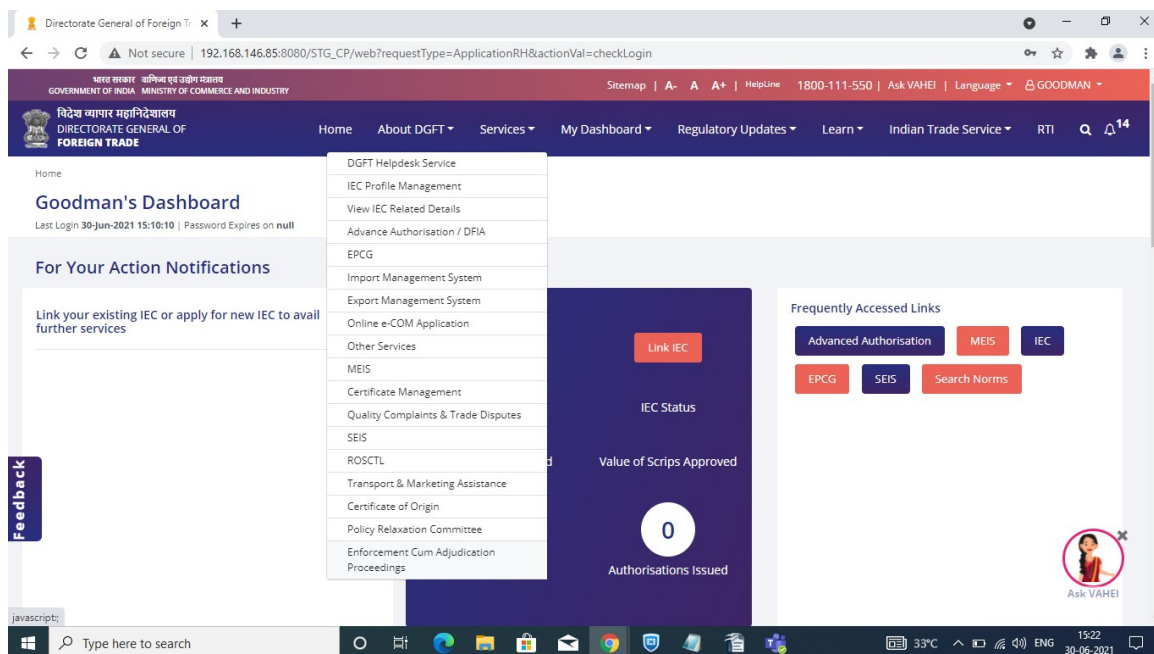 Directorate General of Foreign Tr
Not secure | 192.168.146.85:8080/STG_CP/web?requestType=ApplicationRH&actionVal=checkLogin
भारत सरकार वाणिज्य एवं उद्योग मंत्रालय
GOVERNMENT OF INDIA MINISTRY OF COMMERCE AND INDUSTRY
Sitemap | A- A A+ | HelpLine 1800-111-550 | Ask VAHEI | Language GOODMAN
विदेश व्यापार महानिदेशालय
DIRECTORATE GENERAL OF
FOREIGN TRADE
Home About DGFT Services My Dashboard Regulatory Updates Learn Indian Trade Service RTI 14
Home
Goodman's Dashboard
Last Login 30-Jun-2021 15:10:10 | Password Expires on null
For Your Action Notifications
Link your existing IEC or apply for new IEC to avail
further services
DGFT Helpdesk Service
IEC Profile Management
View IEC Related Details
Advance Authorisation / DFIA
EPCG
Import Management System
Export Management System
Online e-COM Application
Other Services
MEIS
Certificate Management
Quality Complaints & Trade Disputes
SEIS
ROSCTL
Transport & Marketing Assistance
Certificate of Origin
Policy Relaxation Committee
Enforcement Cum Adjudication
Proceedings
Link IEC
IEC Status
d Value of Scrips Approved
0
Authorisations Issued
Frequently Accessed Links
Advanced Authorisation MEIS IEC
EPCG SEIS Search Norms
Feedback
Ask VAHEI
javascript:;
Type here to search
33°C ENG 15:22
30-06-2021